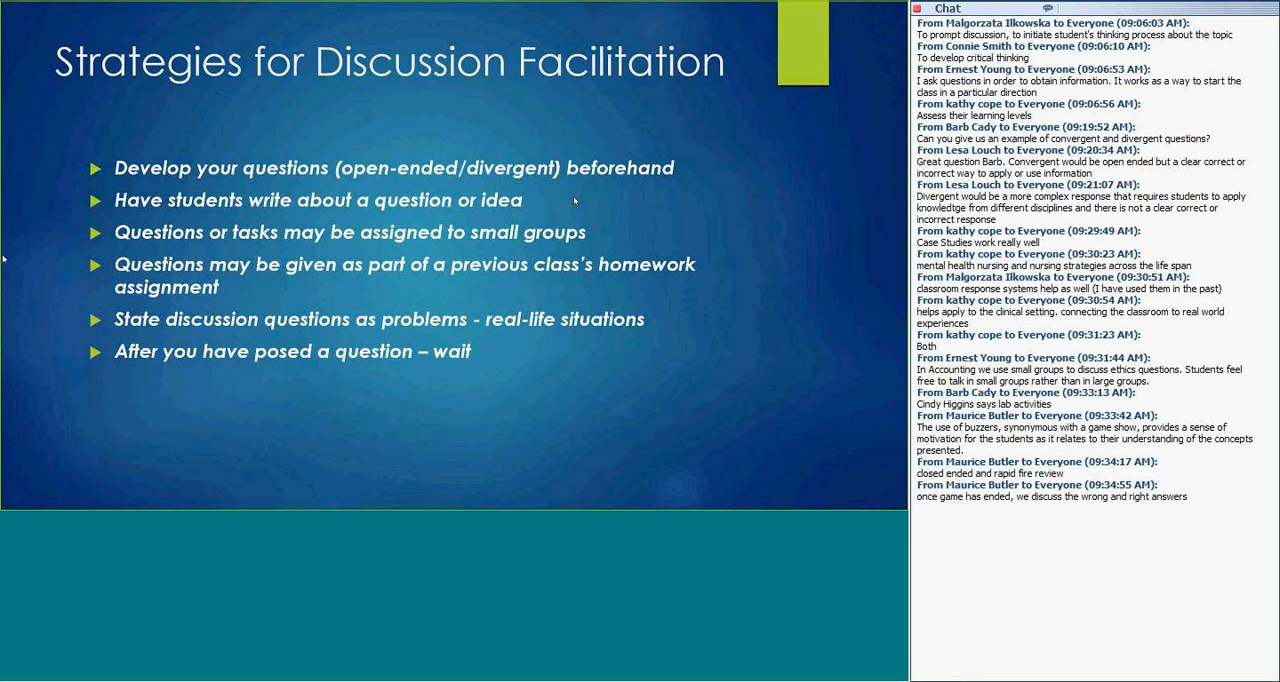 Strategies for Discussion Facilitation
Develop your questions (open-ended/divergent) beforehand
Have students write about a question or idea
Questions or tasks may be assigned to small groups
Questions may be given as part of a previous class's homework
assignment
State discussion questions as problems - real-life situations
After you have posed a question – wait
Chat
From Malgorzata Ilkowska to Everyone (09:06:03 AM):
To prompt discussion, to initiate student's thinking process about the topic
From Connie Smith to Everyone (09:06:10 AM):
To develop critical thinking
From Ernest Young to Everyone (09:06:53 AM):
I ask questions in order to obtain information. It works as a way to start the
class in a particular direction
From kathy cope to Everyone (09:06:56 AM):
Assess their learning levels
From Barb Cady to Everyone (09:19:52 AM):
Can you give us an example of convergent and divergent questions?
From Lesa Louch to Everyone (09:20:34 AM):
Great question Barb. Convergent would be open ended but a clear correct or
incorrect way to apply or use information
From Lesa Louch to Everyone (09:21:07 AM):
Divergent would be a more complex response that requires students to apply
knowledtge from different disciplines and there is not a clear correct or
incorrect response
From kathy cope to Everyone (09:29:49 AM):
Case Studies work really well
From kathy cope to Everyone (09:30:23 AM):
mental health nursing and nursing strategies across the life span
From Malgorzata Ilkowska to Everyone (09:30:51 AM):
classroom response systems help as well (I have used them in the past)
From kathy cope to Everyone (09:30:54 AM):
helps apply to the clinical setting. connecting the classroom to real world
experiences
From kathy cope to Everyone (09:31:23 AM):
Both
From Ernest Young to Everyone (09:31:44 AM):
In Accounting we use small groups to discuss ethics questions. Students feel
free to talk in small groups rather than in large groups.
From Barb Cady to Everyone (09:33:13 AM):
Cindy Higgins says lab activities
From Maurice Butler to Everyone (09:33:42 AM):
The use of buzzers, synonymous with a game show, provides a sense of
motivation for the students as it relates to their understanding of the concepts
presented.
From Maurice Butler to Everyone (09:34:17 AM):
closed ended and rapid fire review
From Maurice Butler to Everyone (09:34:55 AM):
once game has ended, we discuss the wrong and right answers